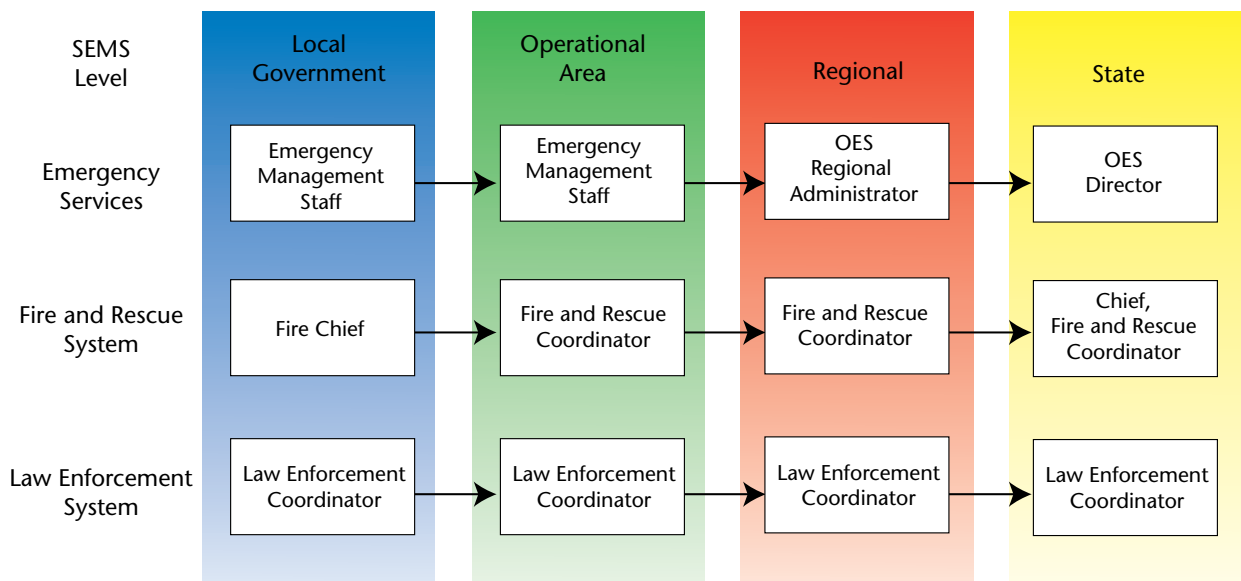 SEMS
Level
Local
Government
Operational
Area
Regional
State
Emergency
Services
Emergency
Management
Staff
Emergency
Management
Staff
OES
Regional
Administrator
OES
Director
Fire and Rescue
System
Fire Chief
Fire and Rescue
Coordinator
Fire and Rescue
Coordinator
Chief,
Fire and Rescue
Coordinator
Law Enforcement
System
Law Enforcement
Coordinator
Law Enforcement
Coordinator
Law Enforcement
Coordinator
Law Enforcement
Coordinator